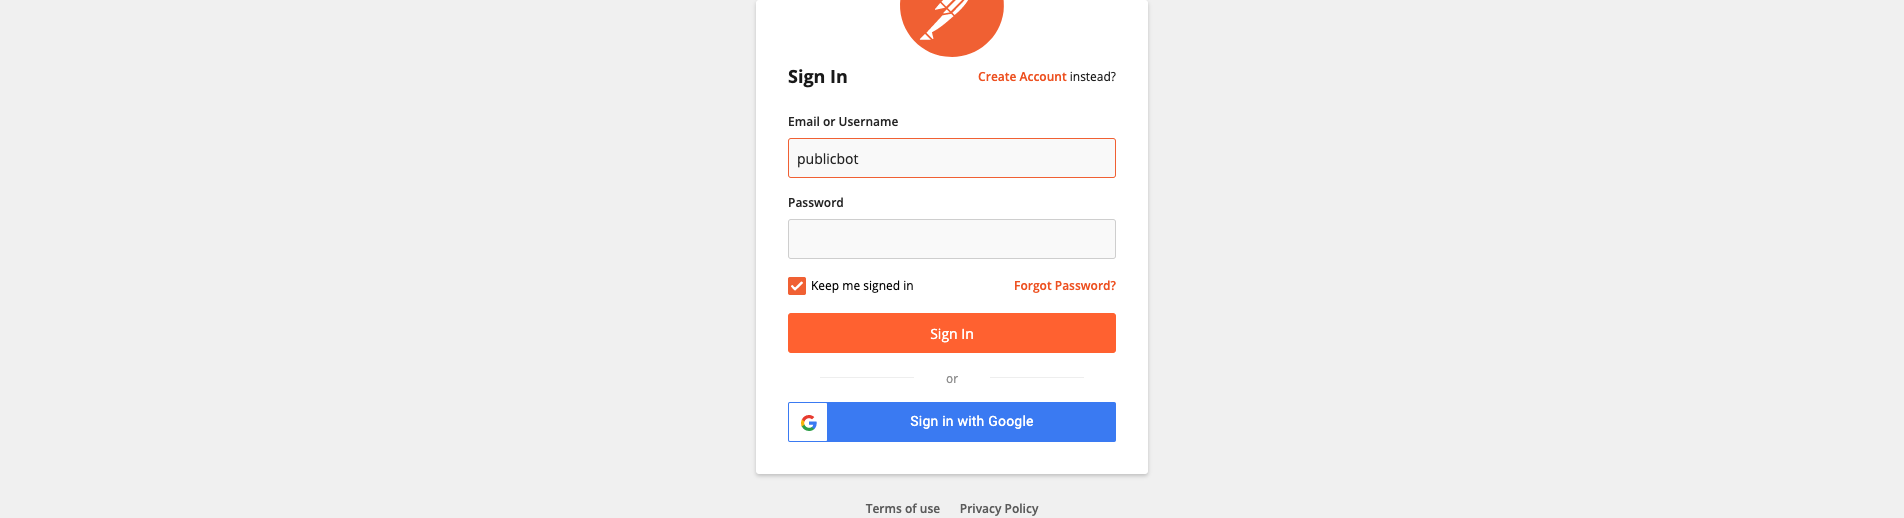 Sign In
Create Account instead?
Email or Username
publicbot
Password
Keep me signed in
Forgot Password?
Sign In
or
Sign in with Google
Terms of use
Privacy Policy